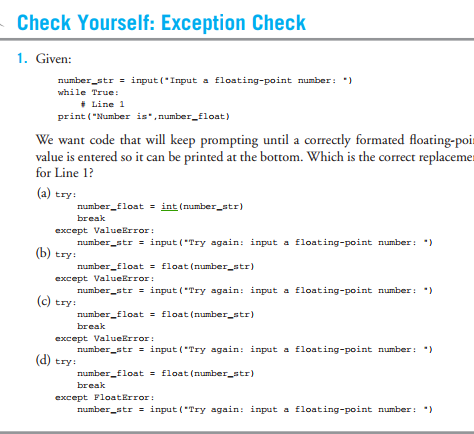 Check Yourself: Exception Check
1. Given:
number_str = input("Input a floating-point number: ")
while True:
# Line 1
print("Number is",number_float)
We want code that will keep prompting until a correctly formated floating-poi
value is entered so it can be printed at the bottom. Which is the correct replaceme
for Line 1?
(a) try:
number_float = int(number_str)
break
except ValueError:
number_str = input("Try again: input a floating-point number: ")
(b) try:
number_float = float(number_str)
except ValueError:
number_str = input("Try again: input a floating-point number: ")
(c) try:
number_float = float(number_str)
break
except ValueError:
number_str = input("Try again: input a floating-point number: ")
(d) try:
number_float = float(number_str)
break
except FloatError:
number_str = input("Try again: input a floating-point number: ")